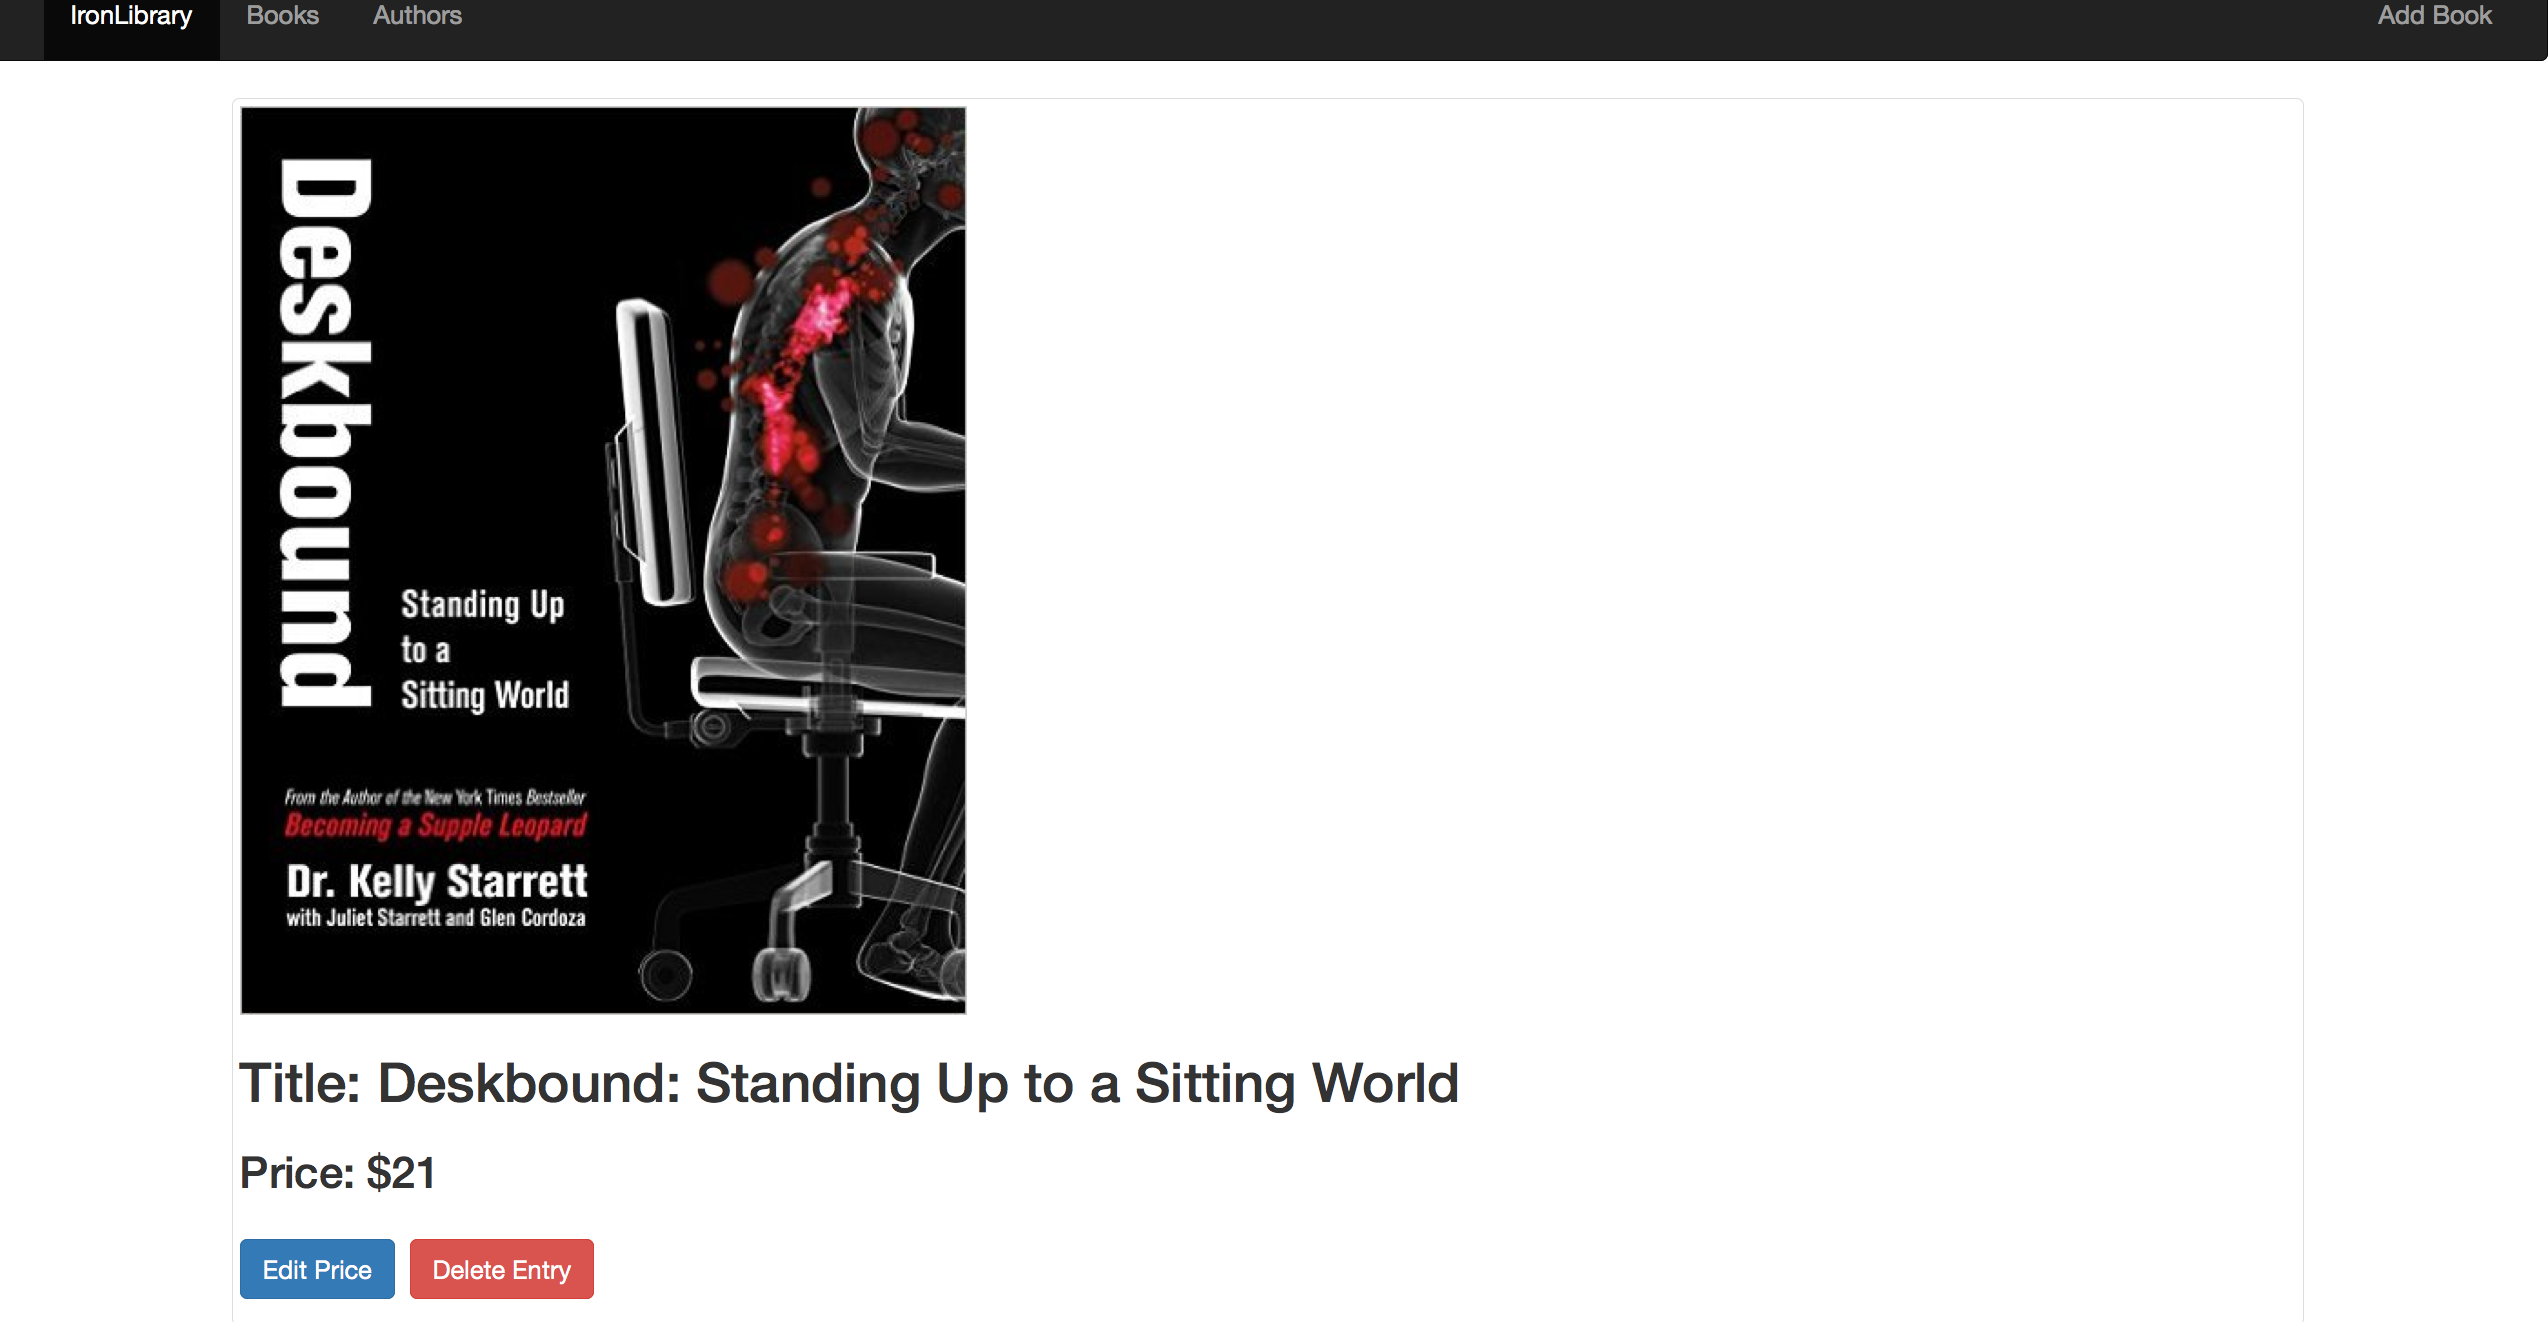 IronLibrary Books Authors Add Book
Deskbound
Standing Up
to a
Sitting World
From the Author of the New York Times Bestseller
Becoming a Supple Leopard
Dr. Kelly Starrett
with Juliet Starrett and Glen Cordoza
Title: Deskbound: Standing Up to a Sitting World
Price: $21
Edit Price Delete Entry